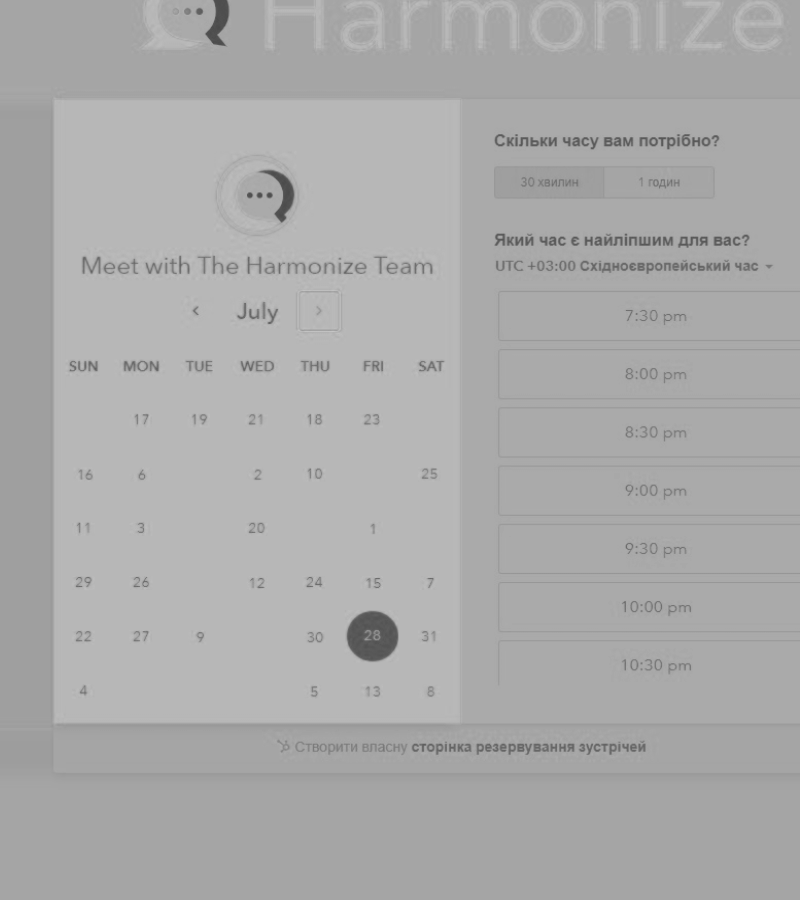 Harmonize
Meet with The Harmonize Team
July
SUN MON TUE WED THU FRI SAT
17 19 21 18 23
16 6 2 10 25
11 3 20 1
29 26 12 24 15 7
22 27 9 30 28 31
4 5 13 8
Скільки часу вам потрібно?
30 хвилин 1 годин
Який час є найліпшим для вас?
UTC +03:00 Східноєвропейський час
7:30 pm
8:00 pm
8:30 pm
9:00 pm
9:30 pm
10:00 pm
10:30 pm
Створити власну сторінка резервування зустрічей